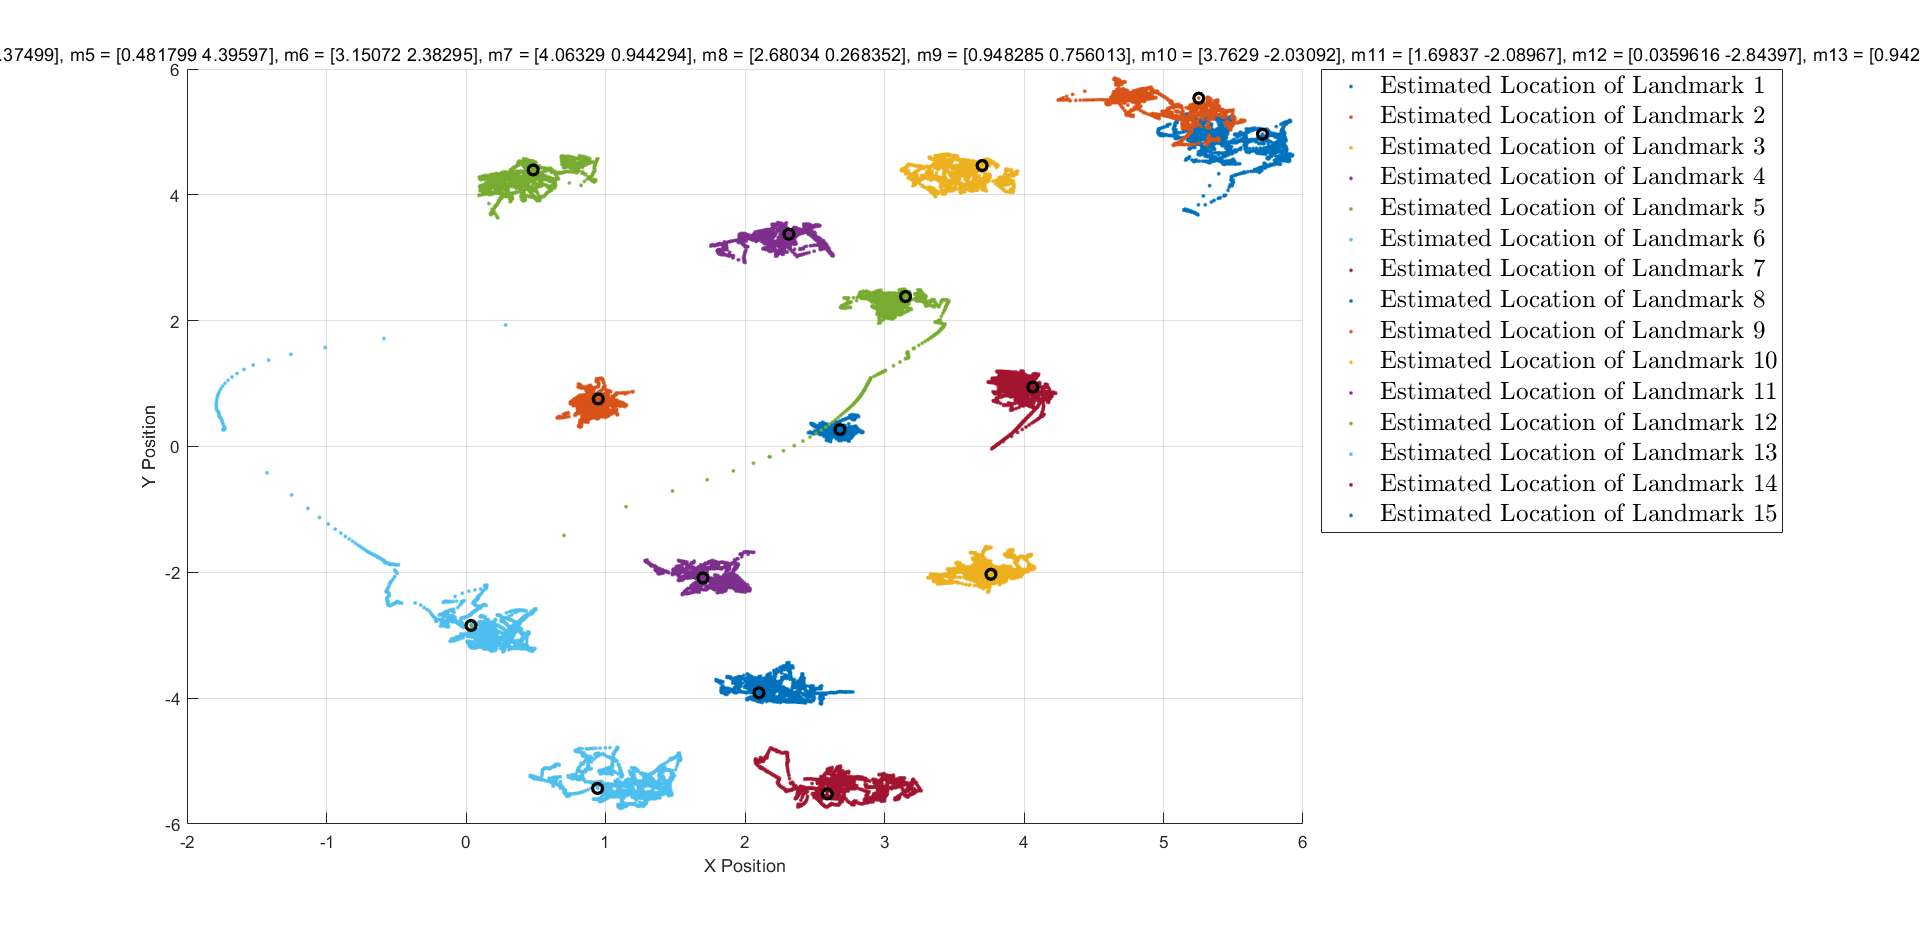 .37499], m5 = [0.481799 4.39597], m6 = [3.15072 2.38295], m7 = [4.06329 0.944294], m8 = [2.68034 0.268352], m9 = [0.948285 0.756013], m10 = [3.7629 -2.03092], m11 = [1.69837 -2.08967], m12 = [0.0359616 -2.84397], m13 = [0.942
6
4
2
0
-2
-4
-6
Y Position
-2 -1 0 1 2 3 4 5 6
X Position
Estimated Location of Landmark 1
Estimated Location of Landmark 2
Estimated Location of Landmark 3
Estimated Location of Landmark 4
Estimated Location of Landmark 5
Estimated Location of Landmark 6
Estimated Location of Landmark 7
Estimated Location of Landmark 8
Estimated Location of Landmark 9
Estimated Location of Landmark 10
Estimated Location of Landmark 11
Estimated Location of Landmark 12
Estimated Location of Landmark 13
Estimated Location of Landmark 14
Estimated Location of Landmark 15